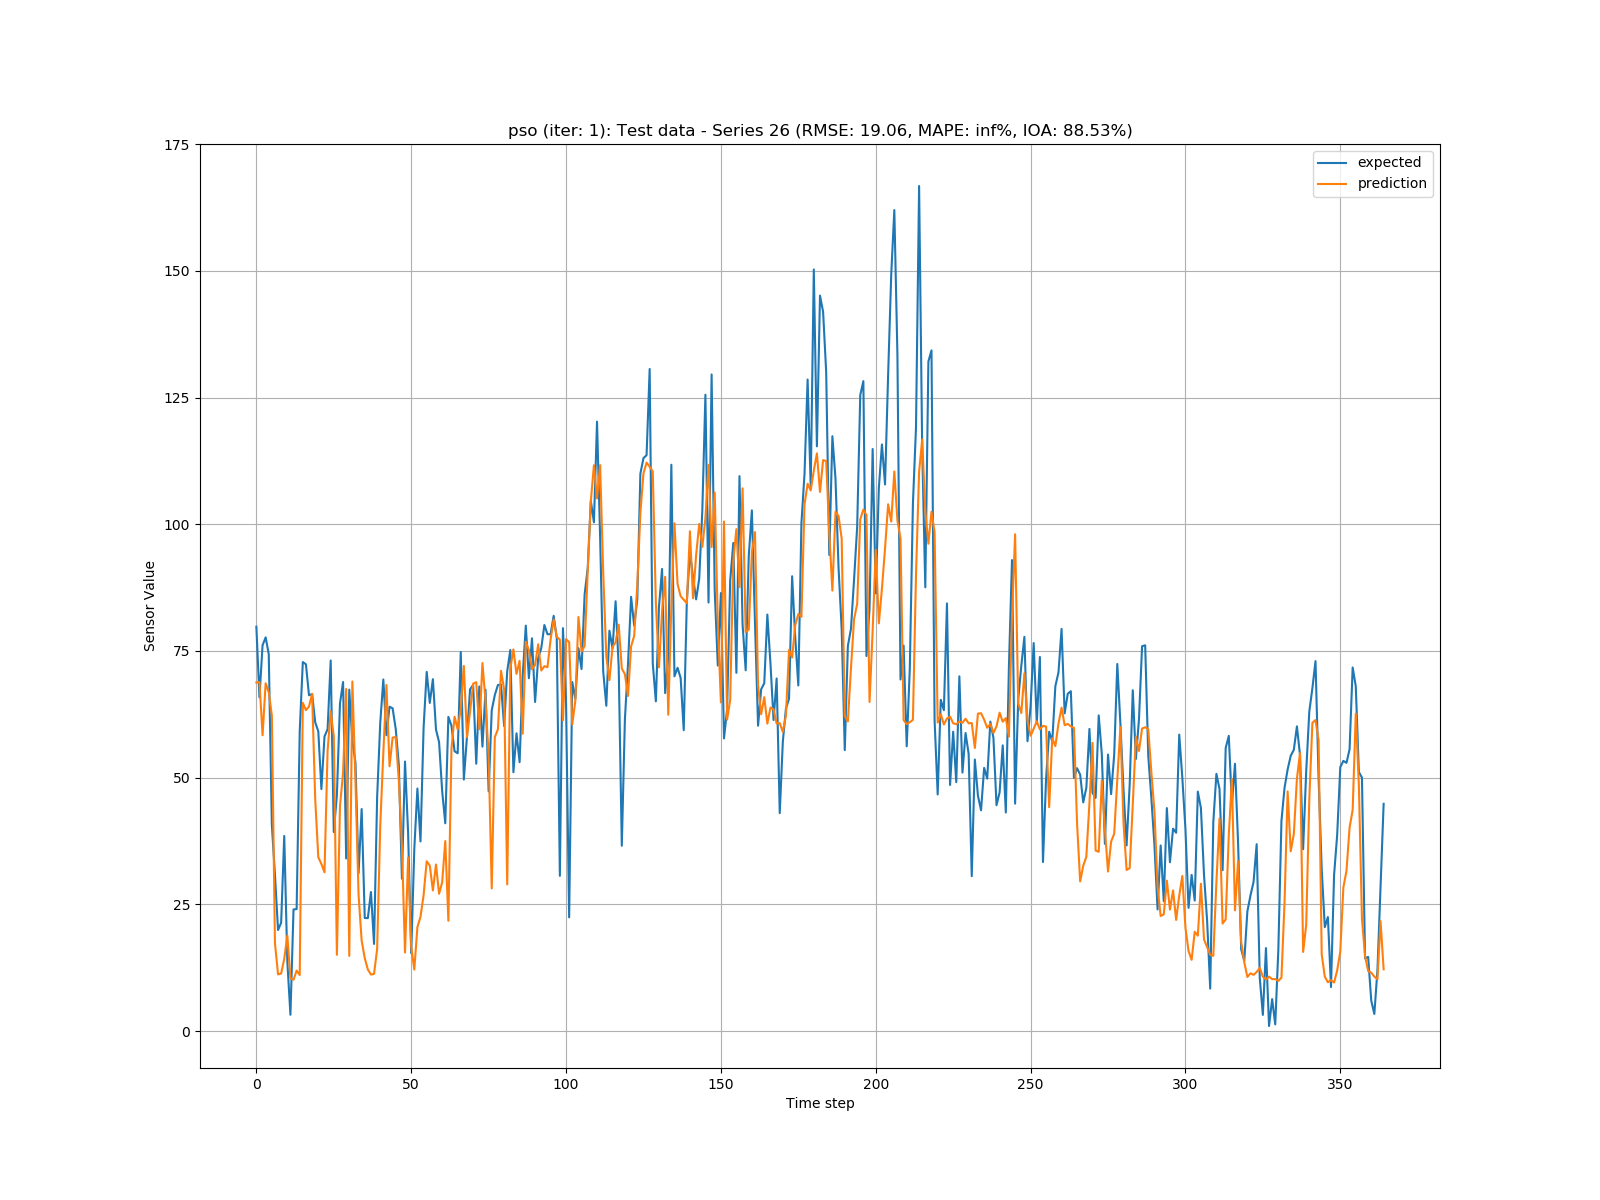 pso (iter: 1): Test data - Series 26 (RMSE: 19.06, MAPE: inf%, IOA: 88.53%)
expected
prediction
175
150
125
100
75
50
25
0
Sensor Value
0 50 100 150 200 250 300 350
Time step